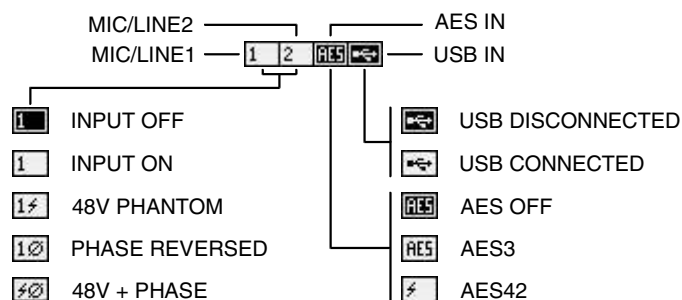 MIC/LINE2 AES IN
MIC/LINE1 1 2 AES USB IN
1 INPUT OFF USB DISCONNECTED
1 INPUT ON USB CONNECTED
1 48V PHANTOM AES AES OFF
1Ø PHASE REVERSED AES AES3
Ø 48V + PHASE AES42